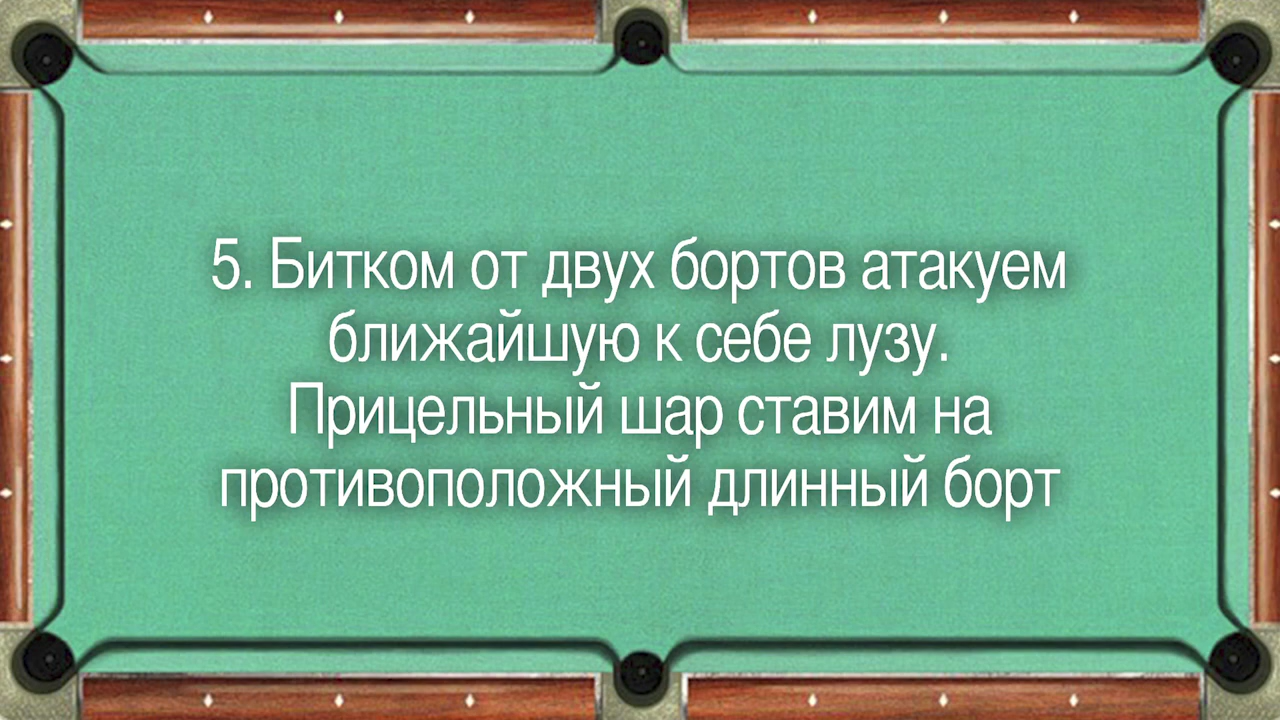 5. Битком от двух бортов атакуем
ближайшую к себе лузу.
Прицельный шар ставим на
противоположный длинный борт